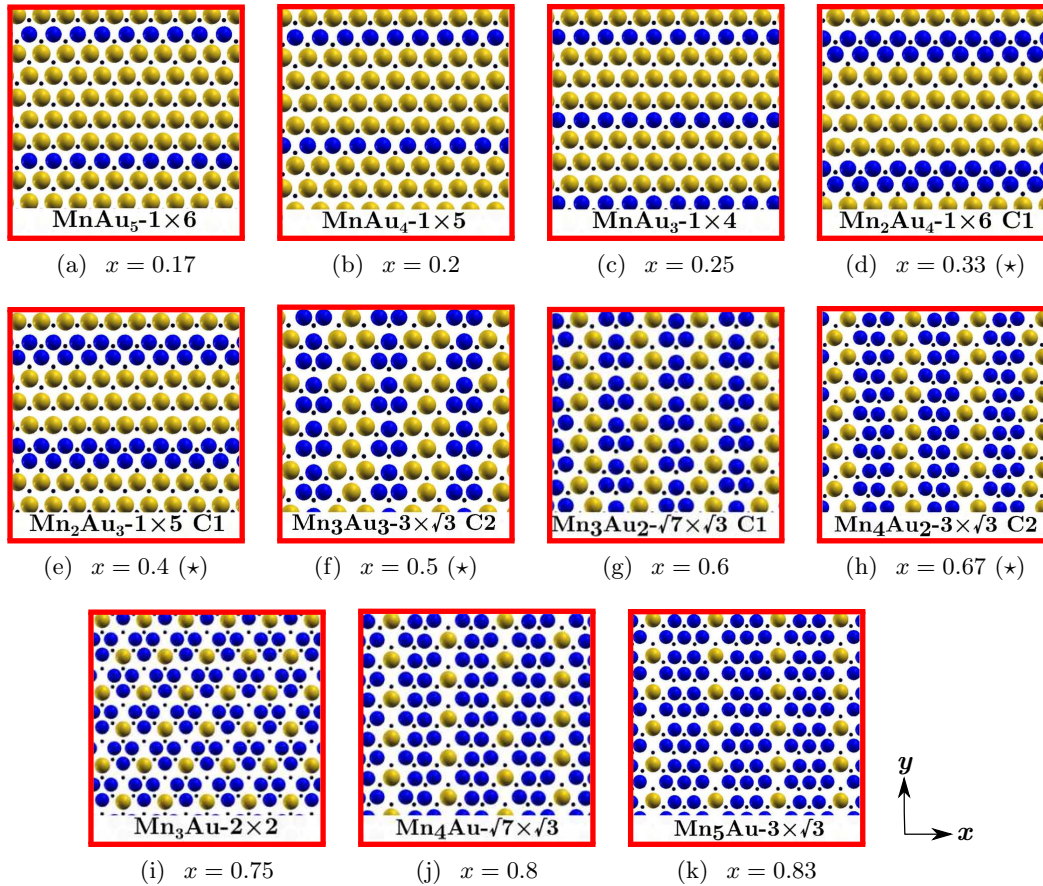 MnAu₅-1×6 MnAu₄-1×5 MnAu₃-1×4 Mn₂Au₄-1×6 C1
(a) x = 0.17 (b) x = 0.2 (c) x = 0.25 (d) x = 0.33 (⋆)
Mn₂Au₃-1×5 C1 Mn₃Au₃-3×√3 C2 Mn₃Au₂-√7×√3 C1 Mn₄Au₂-3×√3 C2
(e) x = 0.4 (⋆) (f) x = 0.5 (⋆) (g) x = 0.6 (h) x = 0.67 (⋆)
Mn₃Au-2×2 Mn₄Au-√7×√3 Mn₅Au-3×√3
y
x
(i) x = 0.75 (j) x = 0.8 (k) x = 0.83